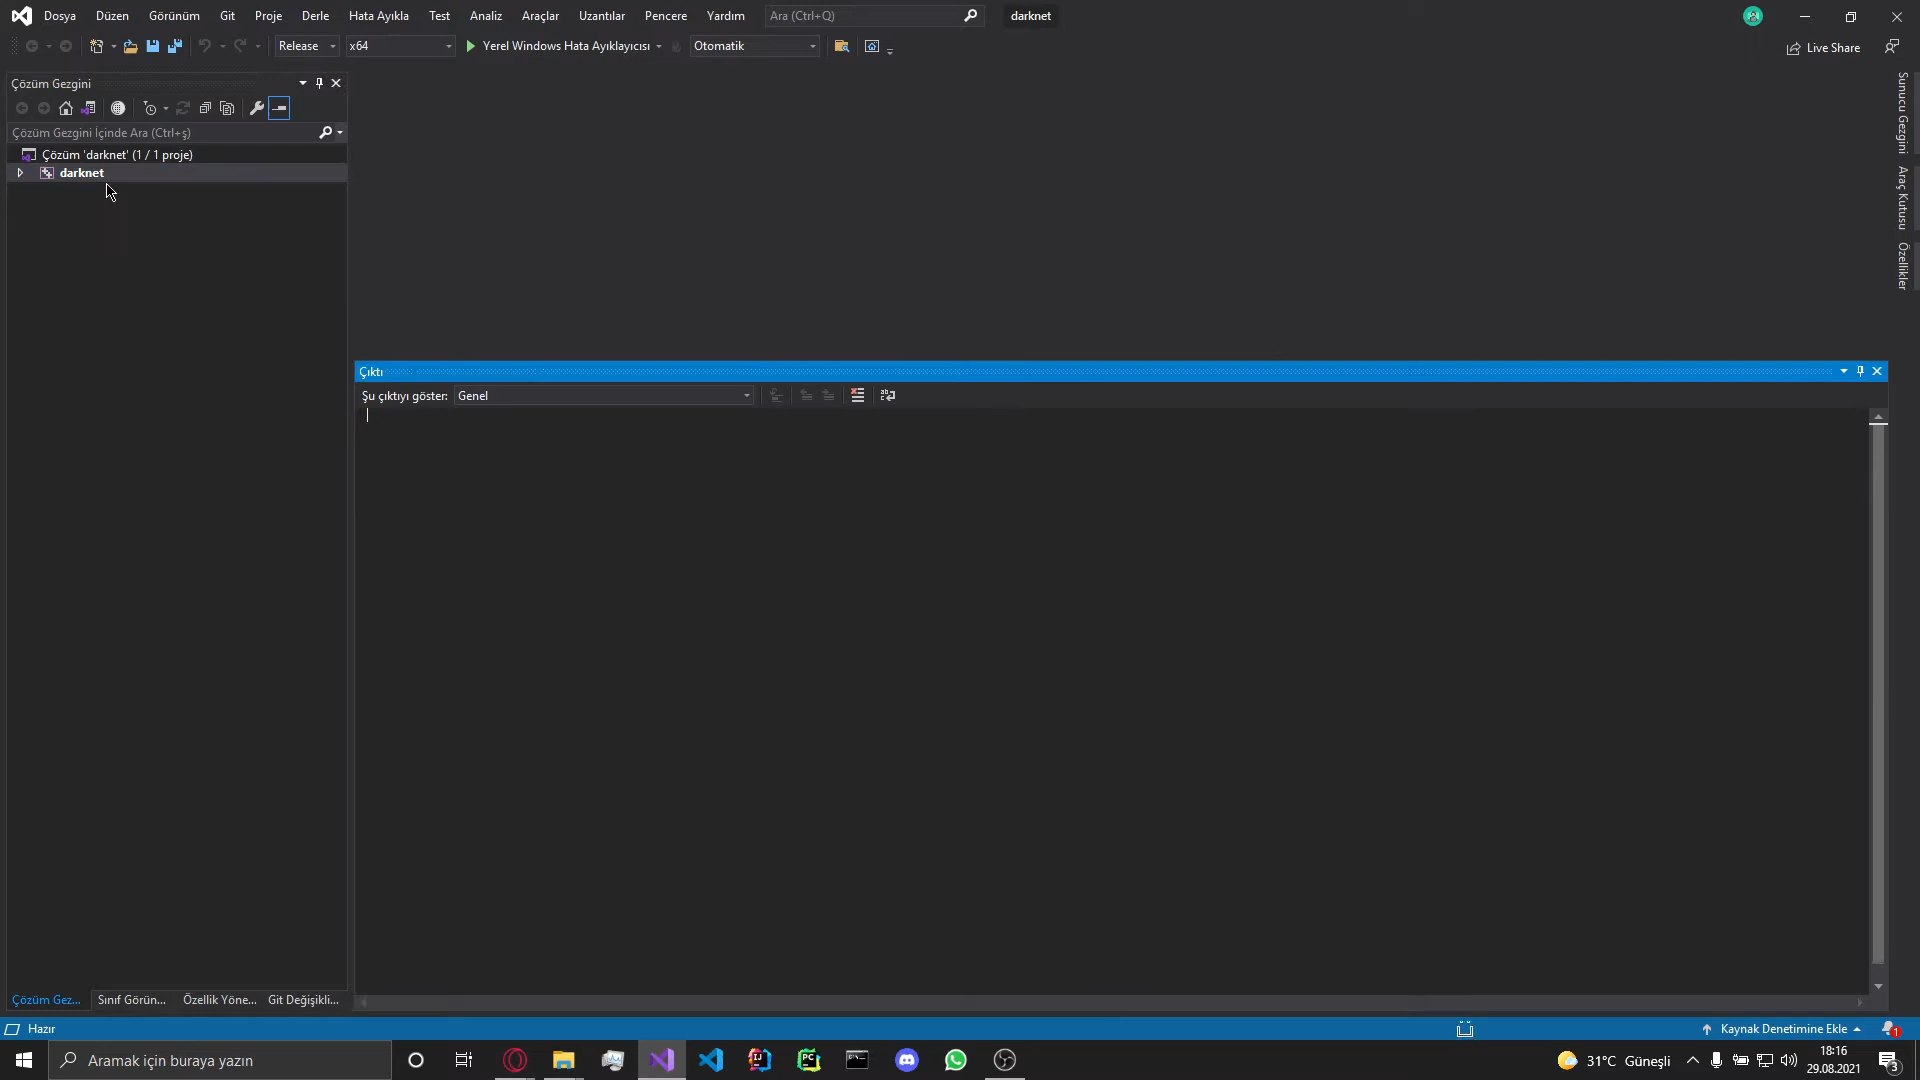 Dosya Düzen Görünüm Git Proje Derle Hata Ayıkla Test Analiz Araçlar Uzantılar Pencere Yardım Ara (Ctrl+Q) darknet
Release x64 Yerel Windows Hata Ayıklayıcısı Otomatik Live Share
Çözüm Gezgini
Çözüm Gezgini İçinde Ara (Ctrl+ş)
Çözüm 'darknet' (1 / 1 proje)
darknet
Sunucu Gezgini
Araç Kutusu
Özellikler
Çıktı
Şu çıktıyı göster: Genel
Çözüm Gez... Sınıf Görün... Özellik Yöne... Git Değişikli...
Hazır Kaynak Denetimine Ekle 1
Aramak için buraya yazın 31°C Güneşli 18:16
29.08.2021 3